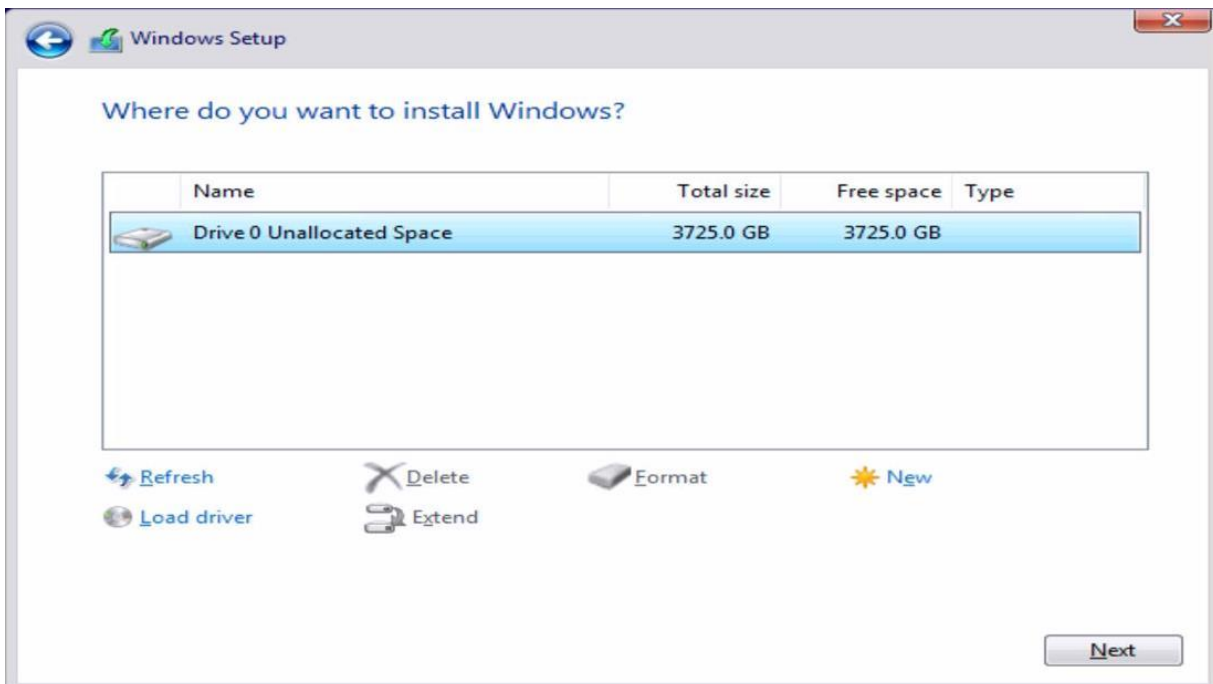 Windows Setup
Where do you want to install Windows?
Name Total size Free space Type
Drive 0 Unallocated Space 3725.0 GB 3725.0 GB
Refresh Delete Format New
Load driver Extend
Next